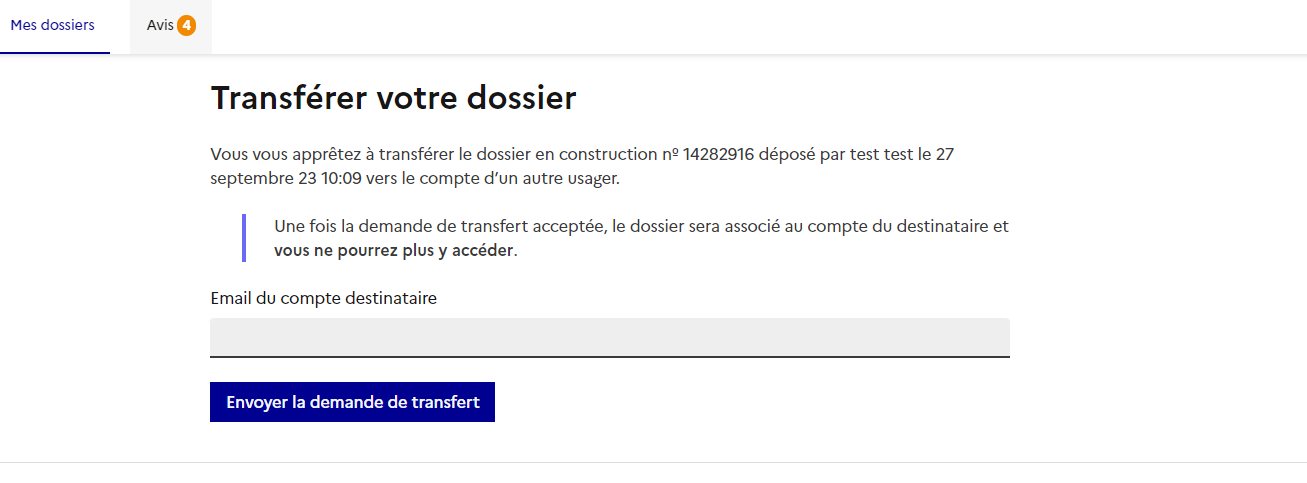 Mes dossiers
Avis 4
Transférer votre dossier
Vous vous apprêtez à transférer le dossier en construction nº 14282916 déposé par test test le 27
septembre 23 10:09 vers le compte d’un autre usager.
Une fois la demande de transfert acceptée, le dossier sera associé au compte du destinataire et
vous ne pourrez plus y accéder.
Email du compte destinataire
Envoyer la demande de transfert